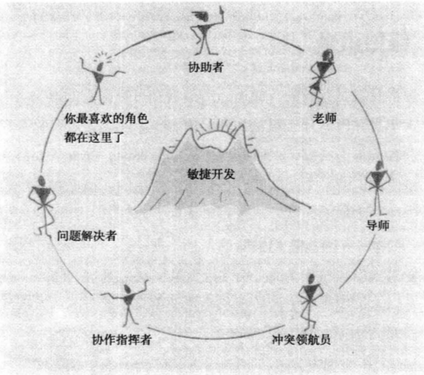 协助者
你最喜欢的角色
都在这里了
老师
敏捷开发
导师
问题解决者
协作指挥者
冲突领航员